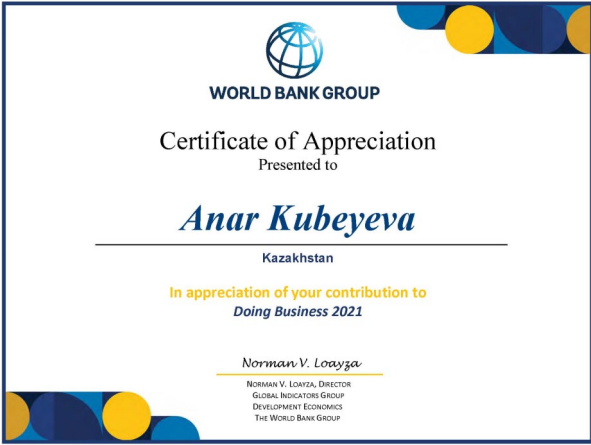 WORLD BANK GROUP
Certificate of Appreciation
Presented to
Anar Kubeyeva
Kazakhstan
In appreciation of your contribution to
Doing Business 2021
Norman V. Loayza
NORMAN V. LOAYZA, DIRECTOR
GLOBAL INDICATORS GROUP
DEVELOPMENT ECONOMICS
THE WORLD BANK GROUP